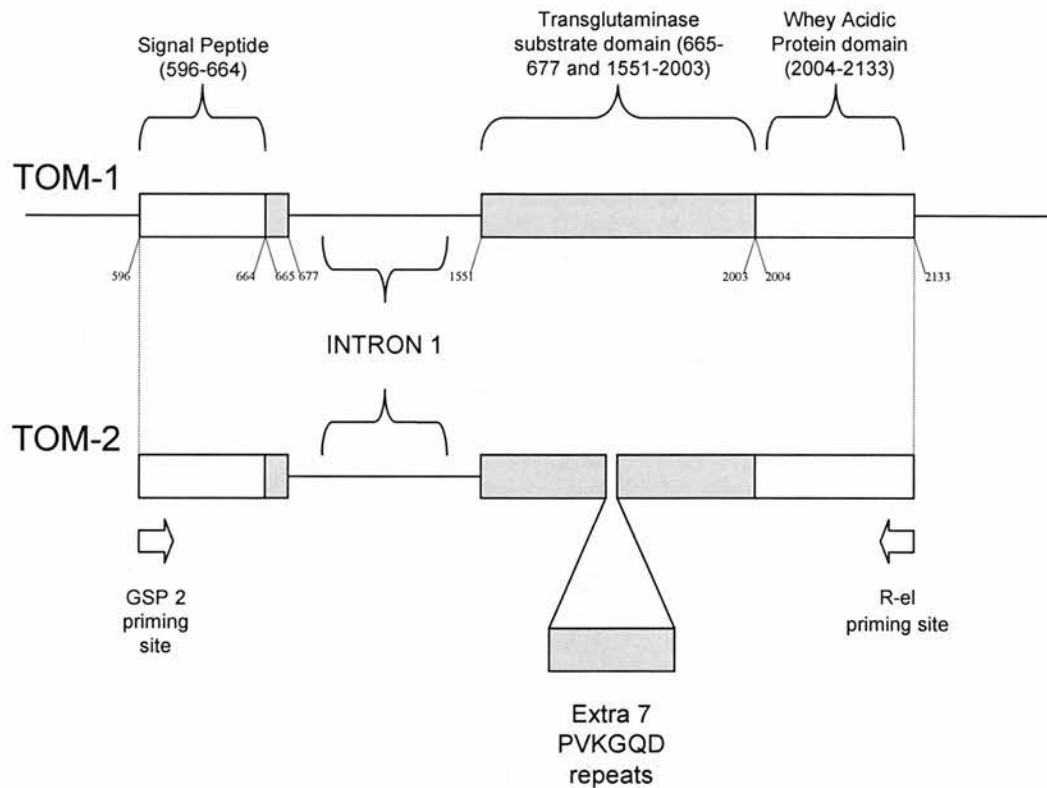 Signal Peptide
(596-664)
Transglutaminase
substrate domain (665-
677 and 1551-2003)
Whey Acidic
Protein domain
(2004-2133)
TOM-1
596
664
665
677
1551
2003
2004
2133
INTRON 1
TOM-2
GSP 2
priming
site
R-el
priming site
Extra 7
PVKGQD
repeats